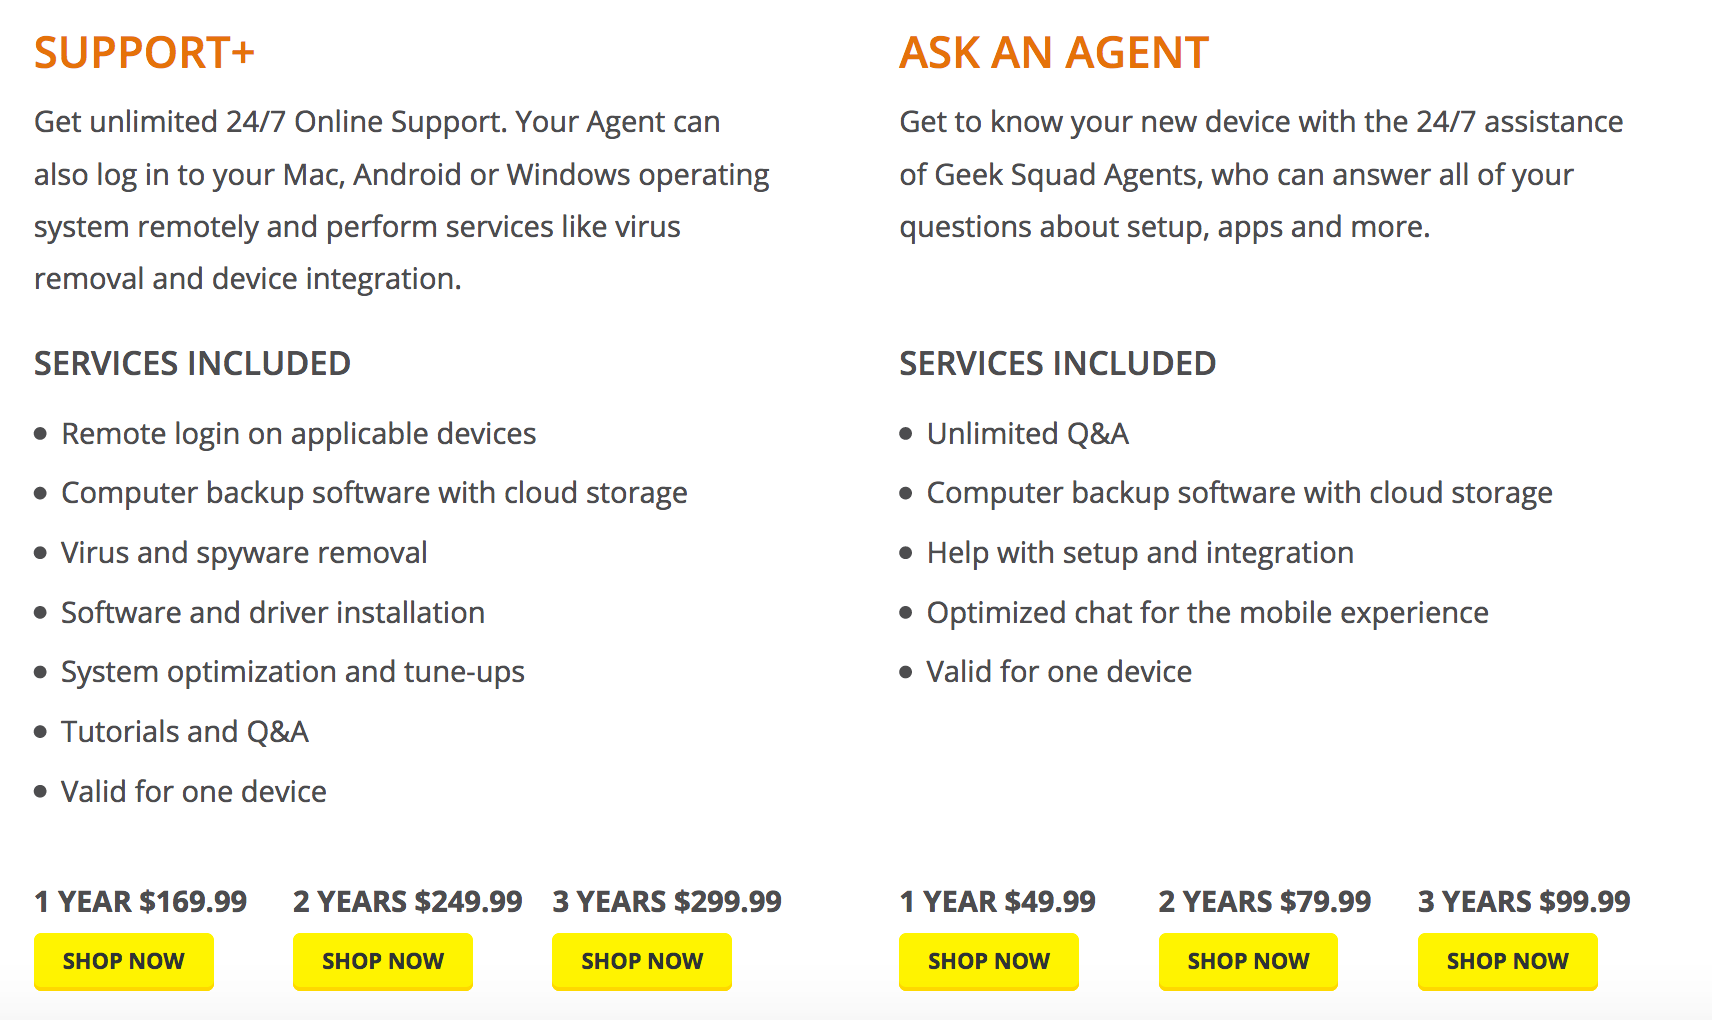 SUPPORT+
Get unlimited 24/7 Online Support. Your Agent can
also log in to your Mac, Android or Windows operating
system remotely and perform services like virus
removal and device integration.
SERVICES INCLUDED
• Remote login on applicable devices
• Computer backup software with cloud storage
• Virus and spyware removal
• Software and driver installation
• System optimization and tune-ups
• Tutorials and Q&A
• Valid for one device
1 YEAR $169.99 2 YEARS $249.99 3 YEARS $299.99
SHOP NOW SHOP NOW SHOP NOW
ASK AN AGENT
Get to know your new device with the 24/7 assistance
of Geek Squad Agents, who can answer all of your
questions about setup, apps and more.
SERVICES INCLUDED
• Unlimited Q&A
• Computer backup software with cloud storage
• Help with setup and integration
• Optimized chat for the mobile experience
• Valid for one device
1 YEAR $49.99 2 YEARS $79.99 3 YEARS $99.99
SHOP NOW SHOP NOW SHOP NOW